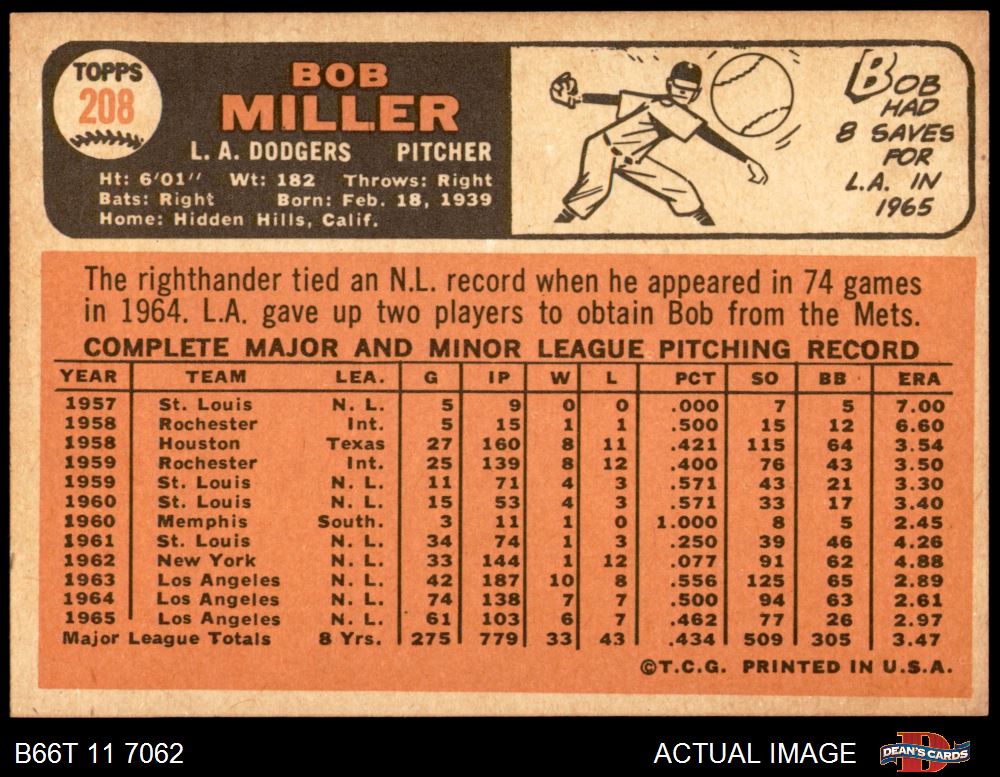 TOPPS
208
BOB
MILLER
L. A. DODGERS PITCHER
Ht: 6'01" Wt: 182 Throws: Right
Bats: Right Born: Feb. 18, 1939
Home: Hidden Hills, Calif.
BOB
HAD
8 SAVES
FOR
L.A. IN
1965
The righthander tied an N.L. record when he appeared in 74 games
in 1964. L.A. gave up two players to obtain Bob from the Mets.
COMPLETE MAJOR AND MINOR LEAGUE PITCHING RECORD
YEAR TEAM LEA. G IP W L PCT SO BB ERA
1957 St. Louis N. L. 5 9 0 0 .000 7 5 7.00
1958 Rochester Int. 5 15 1 1 .500 15 12 6.60
1958 Houston Texas 27 160 8 11 .421 115 64 3.54
1959 Rochester Int. 25 139 8 12 .400 76 43 3.50
1959 St. Louis N. L. 11 71 4 3 .571 43 21 3.30
1960 St. Louis N. L. 15 53 4 3 .571 33 17 3.40
1960 Memphis South. 3 11 1 0 1.000 8 5 2.45
1961 St. Louis N. L. 34 74 1 3 .250 39 46 4.26
1962 New York N. L. 33 144 1 12 .077 91 62 4.88
1963 Los Angeles N. L. 42 187 10 8 .556 125 65 2.89
1964 Los Angeles N. L. 74 138 7 7 .500 94 63 2.61
1965 Los Angeles N. L. 61 103 6 7 .462 77 26 2.97
Major League Totals 8 Yrs. 275 779 33 43 .434 509 305 3.47
©T.C.G. PRINTED IN U.S.A.
B66T 11 7062 ACTUAL IMAGE DEAN'S CARDS